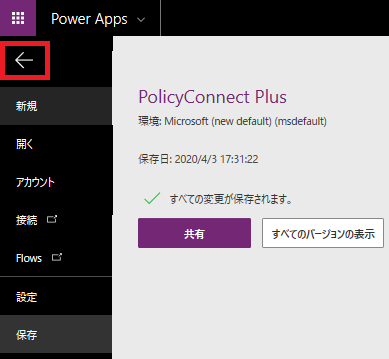 Power Apps
新規
開く
アカウント
接続
Flows
設定
保存
PolicyConnect Plus
環境: Microsoft (new default) (msdefault)
保存日: 2020/4/3 17:31:22
すべての変更が保存されます。
共有
すべてのバージョンの表示